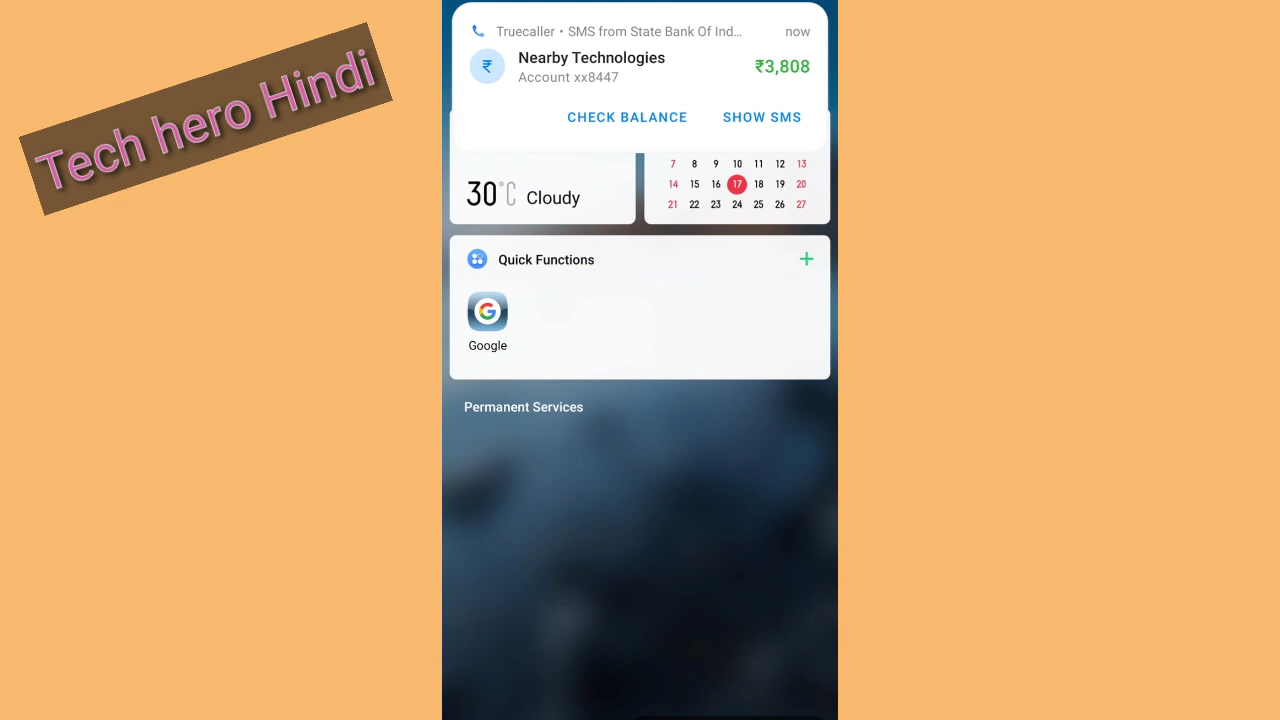 Tech hero Hindi
Truecaller • SMS from State Bank Of Ind... now
Nearby Technologies ₹3,808
Account xx8447
CHECK BALANCE SHOW SMS
7 8 9 10 11 12 13
30°C Cloudy 14 15 16 17 18 19 20
21 22 23 24 25 26 27
Quick Functions +
Google
Permanent Services